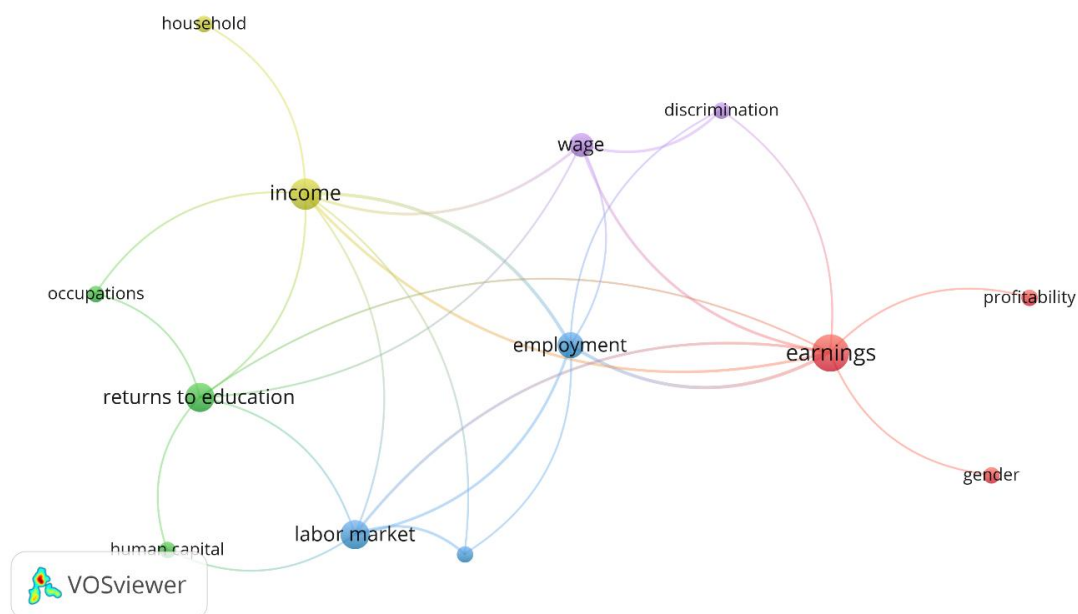 household
discrimination
wage
income
occupations
profitability
employment
earnings
returns to education
gender
labor market
human capital
VOSviewer